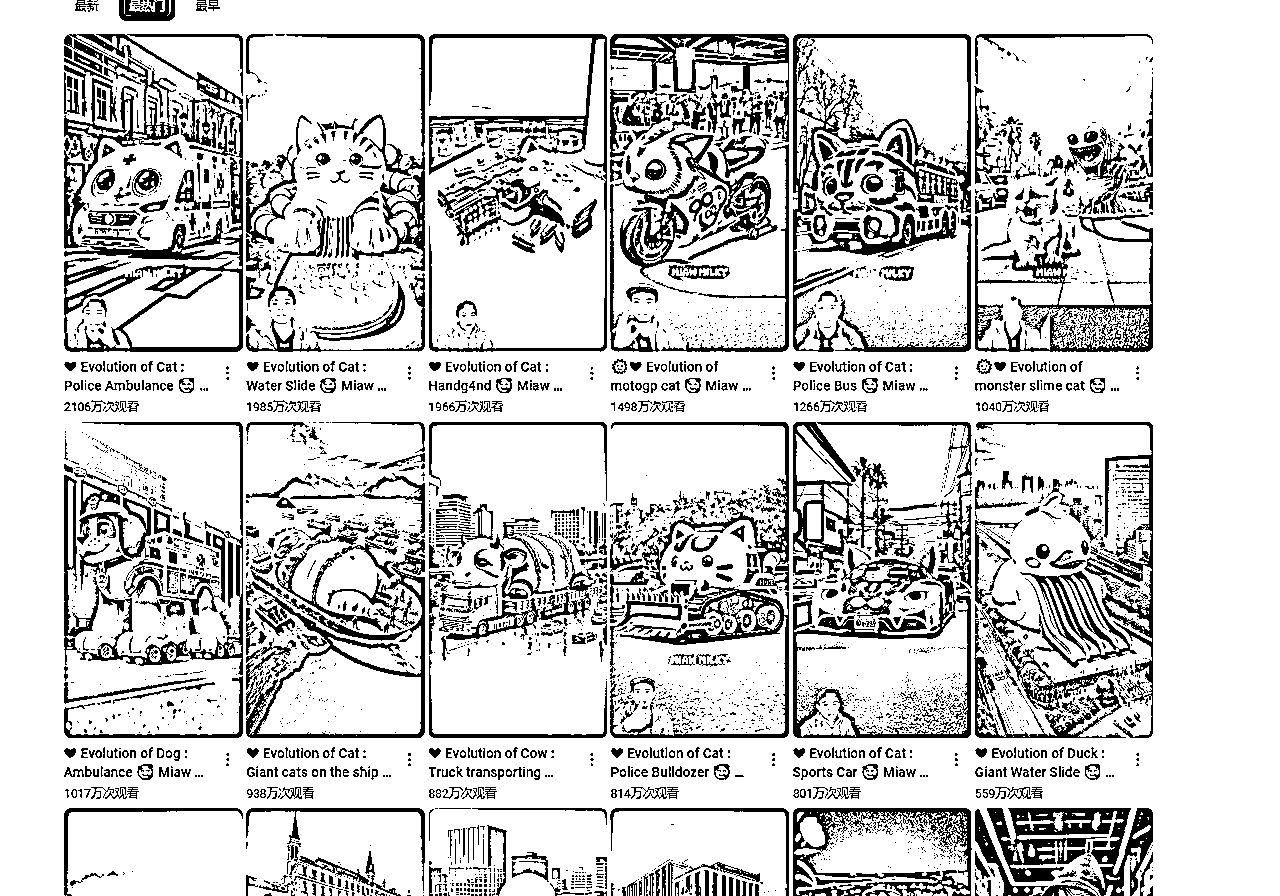 最新 最热门 最早
MIAW MILKY
MIAW MILKY
MIAW
❤ Evolution of Cat :
Police Ambulance 🥰 ...
2106万次观看
❤ Evolution of Cat :
Water Slide 🥰 Miaw ...
1985万次观看
❤ Evolution of Cat :
Handg4nd 🥰 Miaw ...
1966万次观看
❤ Evolution of
motogp cat 🥰 Miaw ...
1498万次观看
❤ Evolution of Cat :
Police Bus 🥰 Miaw ...
1266万次观看
❤ Evolution of
monster slime cat 🥰 ...
1040万次观看
MIAW MILKY
❤ Evolution of Dog :
Ambulance 🥰 Miaw ...
1017万次观看
❤ Evolution of Cat :
Giant cats on the ship ...
938万次观看
❤ Evolution of Cow :
Truck transporting ...
882万次观看
❤ Evolution of Cat :
Police Bulldozer 🥰 ...
814万次观看
❤ Evolution of Cat :
Sports Car 🥰 Miaw ...
801万次观看
❤ Evolution of Duck :
Giant Water Slide 🥰 ...
559万次观看